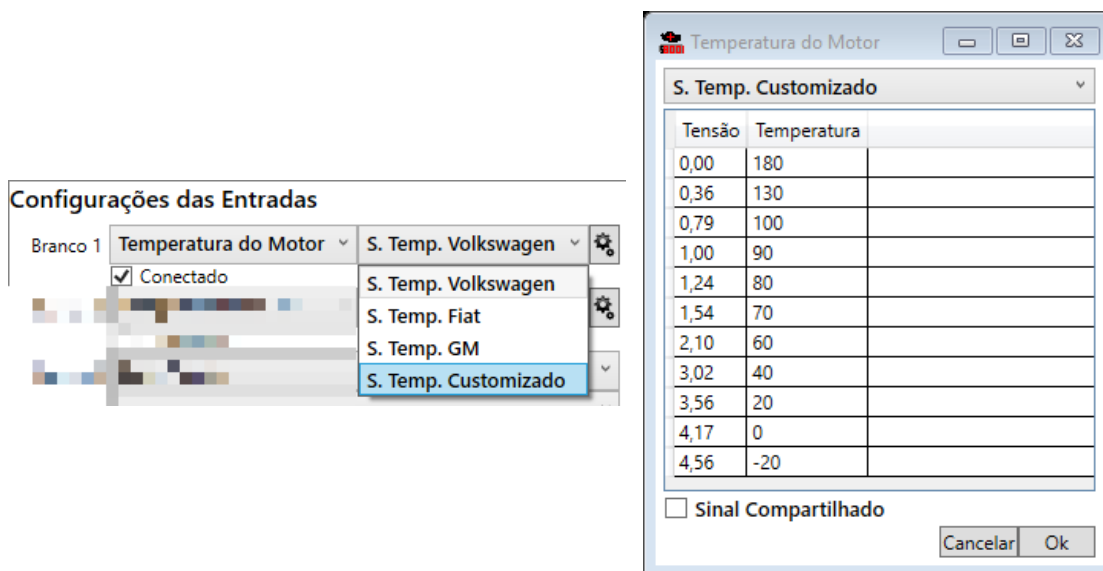 Configurações das Entradas
Branco 1 Temperatura do Motor S. Temp. Volkswagen
Conectado
S. Temp. Volkswagen
S. Temp. Fiat
S. Temp. GM
S. Temp. Customizado
Temperatura do Motor
S. Temp. Customizado
Tensão Temperatura
0,00 180
0,36 130
0,79 100
1,00 90
1,24 80
1,54 70
2,10 60
3,02 40
3,56 20
4,17 0
4,56 -20
Sinal Compartilhado
Cancelar Ok